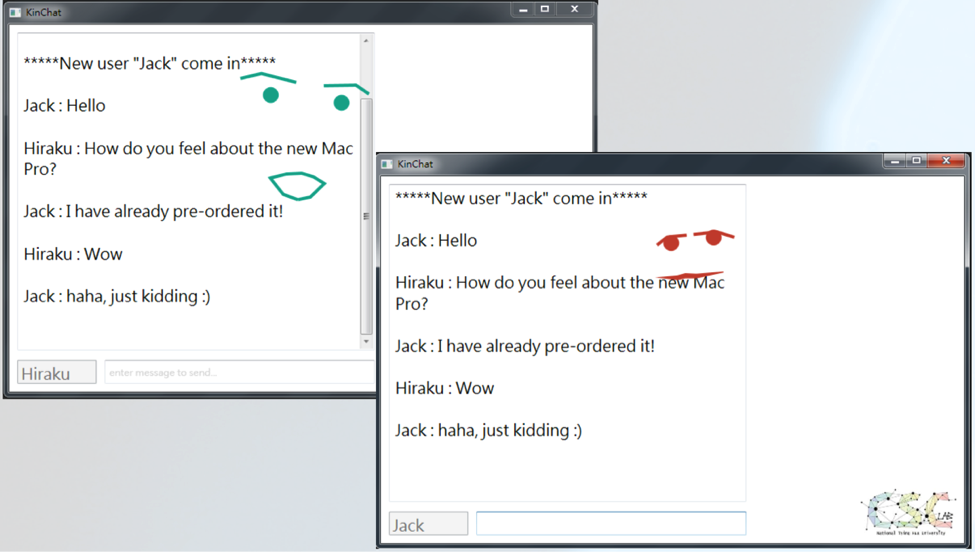 KinChat
*****New user "Jack" come in*****
Jack : Hello
Hiraku : How do you feel about the new Mac
Pro?
Jack : I have already pre-ordered it!
Hiraku : Wow
Jack : haha, just kidding :)
Hiraku
enter message to send...
KinChat
*****New user "Jack" come in*****
Jack : Hello
Hiraku : How do you feel about the new Mac
Pro?
Jack : I have already pre-ordered it!
Hiraku : Wow
Jack : haha, just kidding :)
Jack
CSC
LAB
National Tsing Hua University